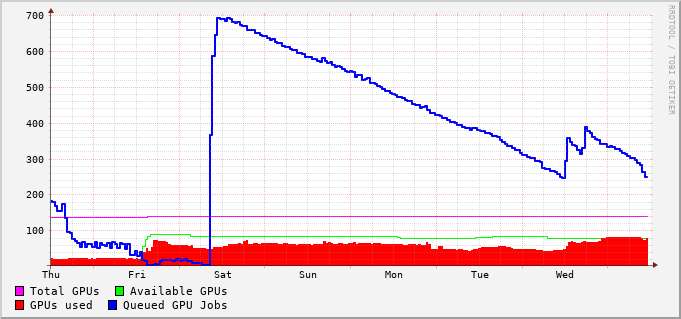 700
600
500
400
300
200
100
Thu Fri Sat Sun Mon Tue Wed
Total GPUs Available GPUs
GPUs used Queued GPU Jobs
RRDTOOL / TOBI OETIKER